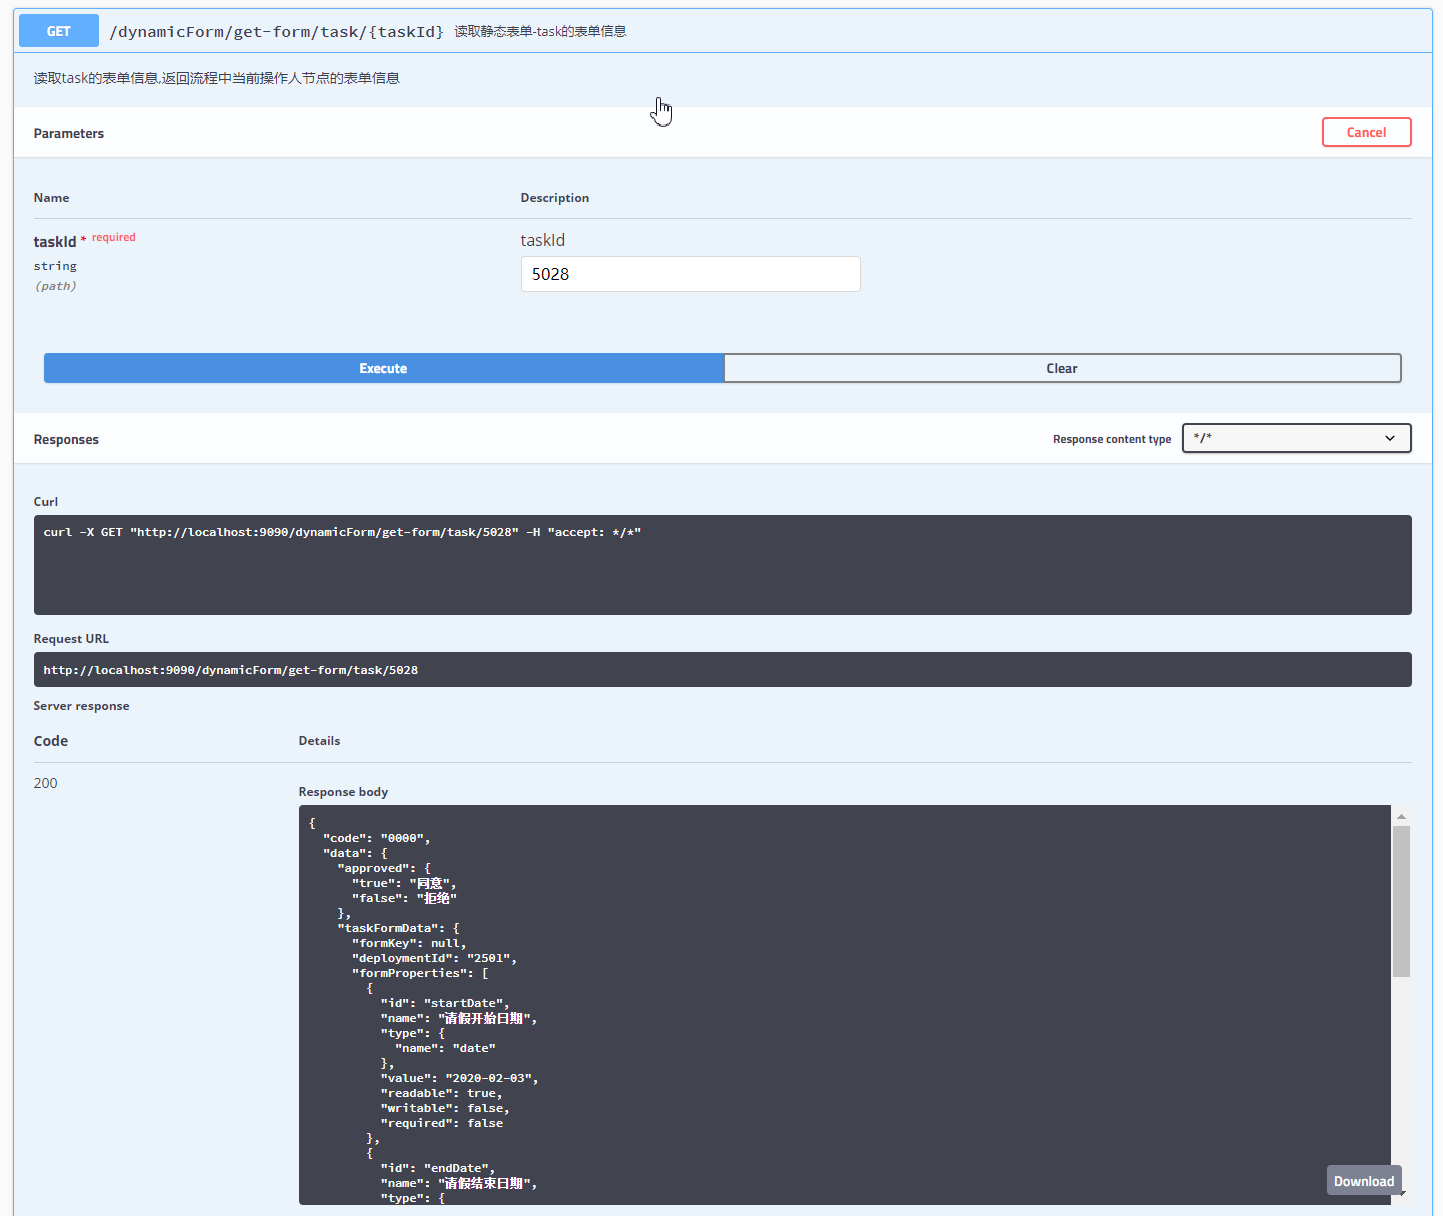 GET /dynamicForm/get-form/task/{taskId} 读取静态表单-task的表单信息
读取task的表单信息,返回流程中当前操作人节点的表单信息
Parameters Cancel
Name Description
taskId * required taskId
string 5028
(path)
Execute Clear
Responses Response content type */*
Curl
curl -X GET "http://localhost:9090/dynamicForm/get-form/task/5028" -H "accept: */*"
Request URL
http://localhost:9090/dynamicForm/get-form/task/5028
Server response
Code Details
200
Response body
{
  "code": "0000",
  "data": {
    "approved": {
      "true": "同意",
      "false": "拒绝"
    },
    "taskFormData": {
      "formKey": null,
      "deploymentId": "2501",
      "formProperties": [
        {
          "id": "startDate",
          "name": "请假开始日期",
          "type": {
            "name": "date"
          },
          "value": "2020-02-03",
          "readable": true,
          "writable": false,
          "required": false
        },
        {
          "id": "endDate",
          "name": "请假结束日期",
          "type": {
Download